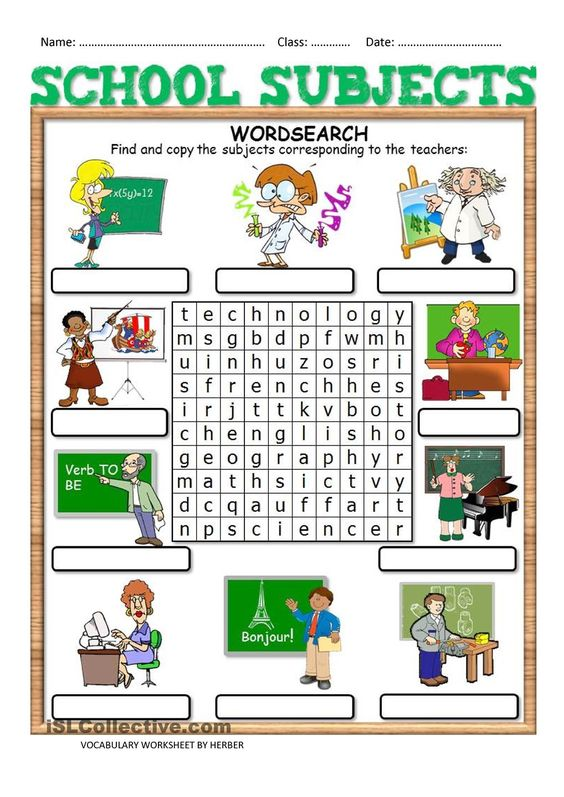 Name: ……………………………………………………. Class: …………. Date: …………………………….
SCHOOL SUBJECTS
WORDSEARCH
Find and copy the subjects corresponding to the teachers:
x(5y)=12
t e c h n o l o g y
m s g b d p f w m h
u i n h u z o s r i
s f r e n c h h e s
i r j t t k v b o t
c h e n g l i s h o
g e o g r a p h y r
m a t h s i c t v y
d c q a u f f a r t
n p s c i e n c e r
Verb TO
BE
Bonjour!
iSLCollective.com
VOCABULARY WORKSHEET BY HERBER